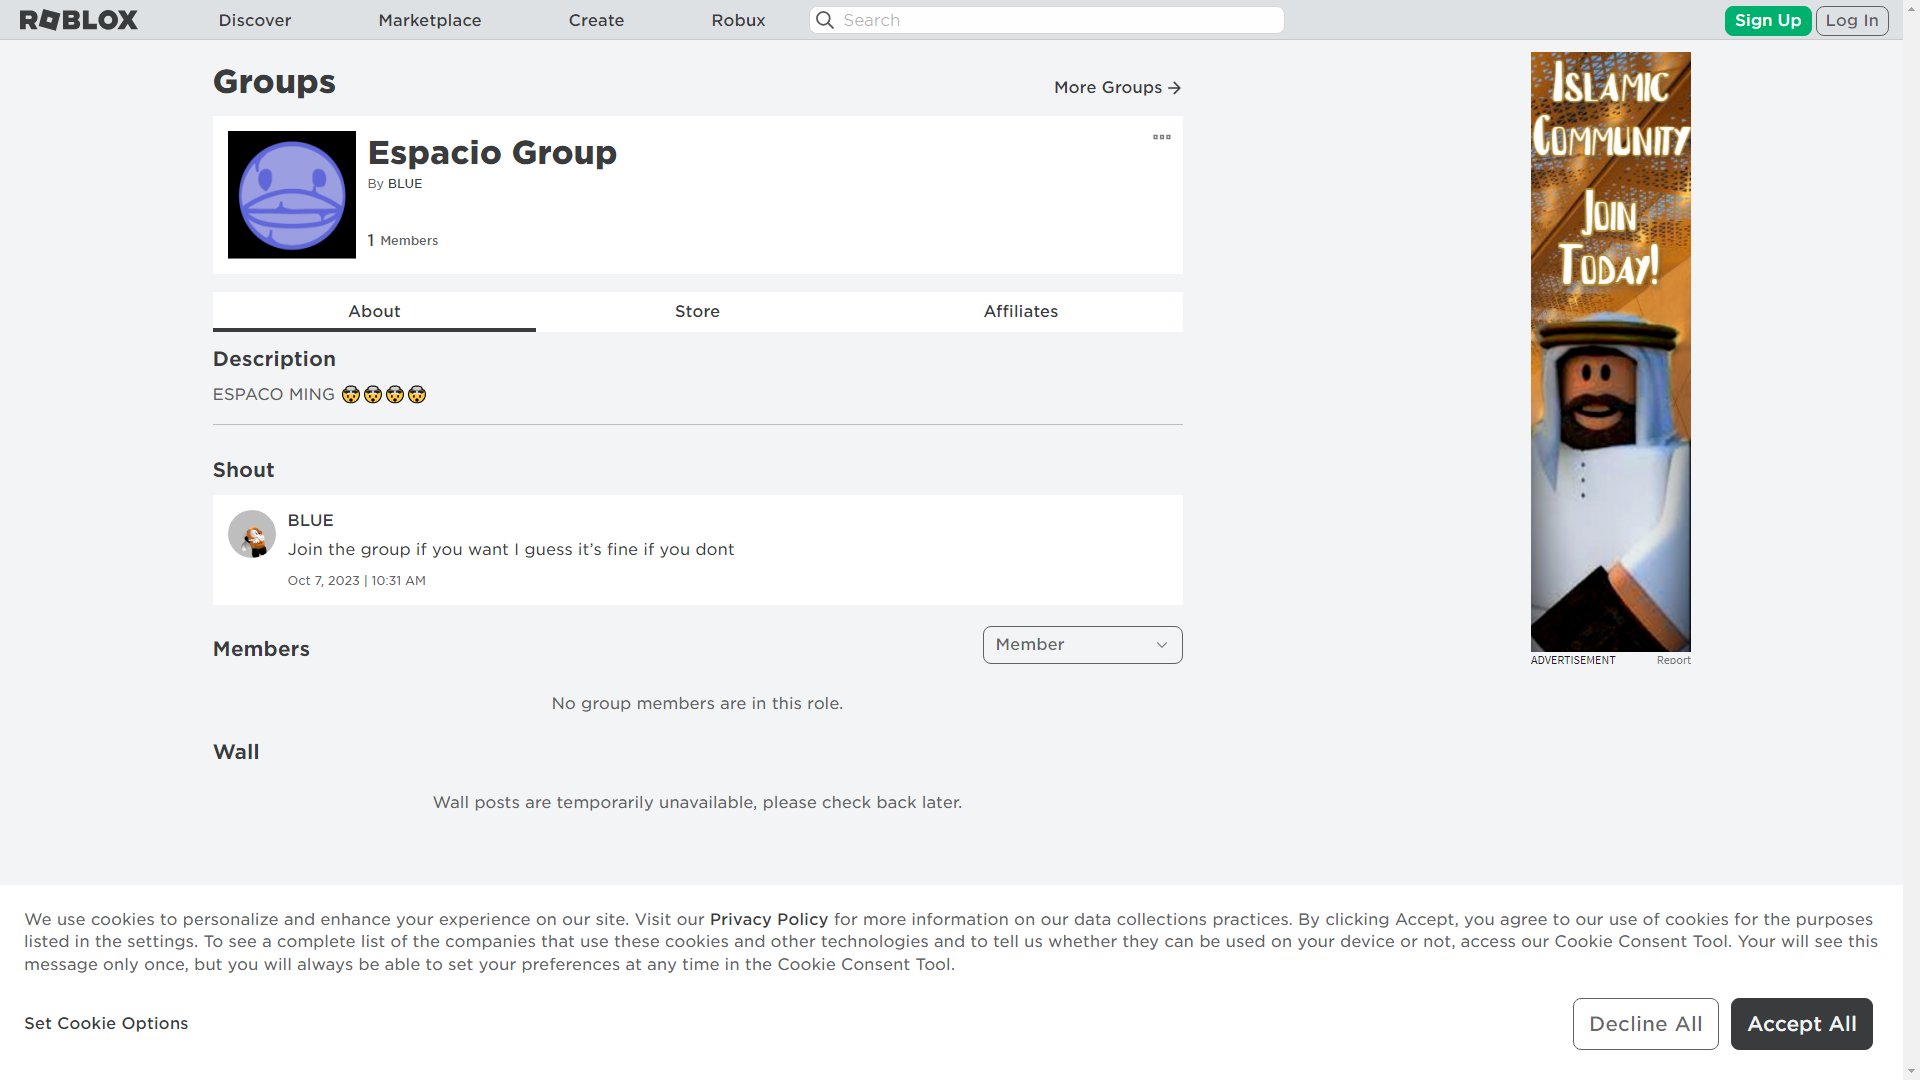 ROBLOX
Discover
Marketplace
Create
Robux
Search
Sign Up
Log In
Groups
More Groups →
Espacio Group
By BLUE
1 Members
About
Store
Affiliates
Description
ESPACO MING 🤯🤯🤯🤯
Shout
BLUE
Join the group if you want I guess it’s fine if you dont
Oct 7, 2023 | 10:31 AM
Members
Member
No group members are in this role.
Wall
Wall posts are temporarily unavailable, please check back later.
ISLAMIC
COMMUNITY
JOIN
TODAY!
ADVERTISEMENT
Report
We use cookies to personalize and enhance your experience on our site. Visit our Privacy Policy for more information on our data collections practices. By clicking Accept, you agree to our use of cookies for the purposes
listed in the settings. To see a complete list of the companies that use these cookies and other technologies and to tell us whether they can be used on your device or not, access our Cookie Consent Tool. Your will see this
message only once, but you will always be able to set your preferences at any time in the Cookie Consent Tool.
Set Cookie Options
Decline All
Accept All